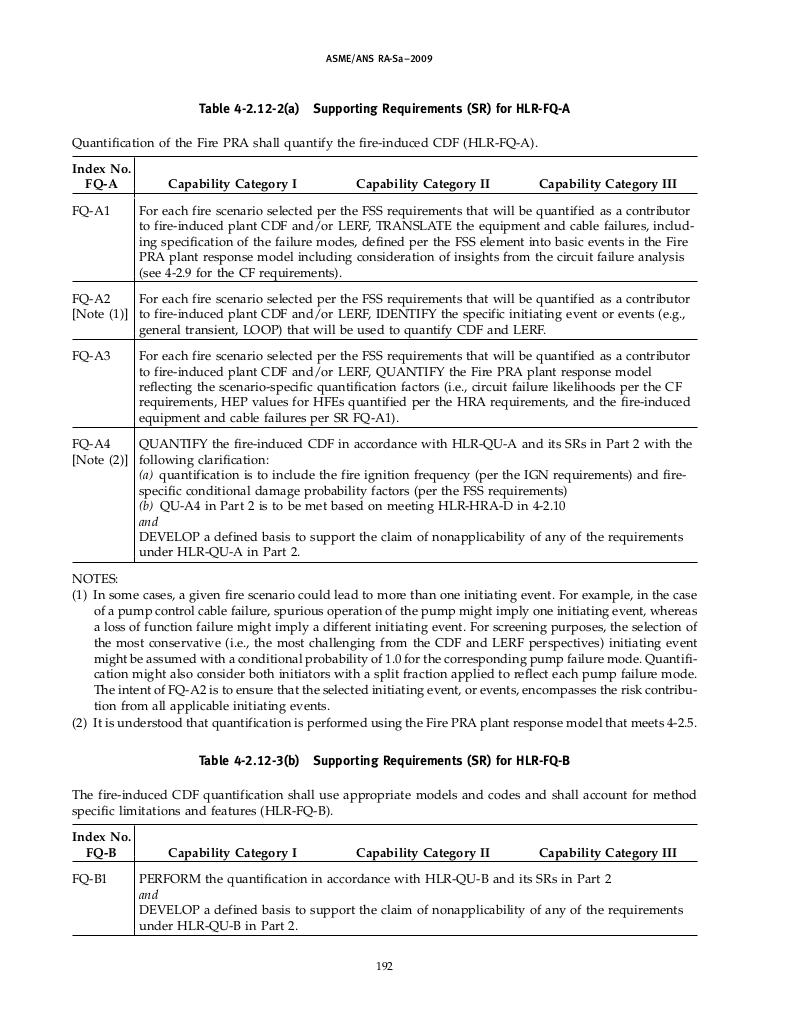 ASME/ANS RA-Sa–2009
Table 4-2.12-2(a) Supporting Requirements (SR) for HLR-FQ-A
Quantification of the Fire PRA shall quantify the fire-induced CDF (HLR-FQ-A).
Index No.
FQ-A Capability Category I Capability Category II Capability Category III
FQ-A1 For each fire scenario selected per the FSS requirements that will be quantified as a contributor
to fire-induced plant CDF and/or LERF, TRANSLATE the equipment and cable failures, includ-
ing specification of the failure modes, defined per the FSS element into basic events in the Fire
PRA plant response model including consideration of insights from the circuit failure analysis
(see 4-2.9 for the CF requirements).
FQ-A2 For each fire scenario selected per the FSS requirements that will be quantified as a contributor
[Note (1)] to fire-induced plant CDF and/or LERF, IDENTIFY the specific initiating event or events (e.g.,
general transient, LOOP) that will be used to quantify CDF and LERF.
FQ-A3 For each fire scenario selected per the FSS requirements that will be quantified as a contributor
to fire-induced plant CDF and/or LERF, QUANTIFY the Fire PRA plant response model
reflecting the scenario-specific quantification factors (i.e., circuit failure likelihoods per the CF
requirements, HEP values for HFEs quantified per the HRA requirements, and the fire-induced
equipment and cable failures per SR FQ-A1).
FQ-A4 QUANTIFY the fire-induced CDF in accordance with HLR-QU-A and its SRs in Part 2 with the
[Note (2)] following clarification:
(a) quantification is to include the fire ignition frequency (per the IGN requirements) and fire-
specific conditional damage probability factors (per the FSS requirements)
(b) QU-A4 in Part 2 is to be met based on meeting HLR-HRA-D in 4-2.10
and
DEVELOP a defined basis to support the claim of nonapplicability of any of the requirements
under HLR-QU-A in Part 2.
NOTES:
(1) In some cases, a given fire scenario could lead to more than one initiating event. For example, in the case
of a pump control cable failure, spurious operation of the pump might imply one initiating event, whereas
a loss of function failure might imply a different initiating event. For screening purposes, the selection of
the most conservative (i.e., the most challenging from the CDF and LERF perspectives) initiating event
might be assumed with a conditional probability of 1.0 for the corresponding pump failure mode. Quantifi-
cation might also consider both initiators with a split fraction applied to reflect each pump failure mode.
The intent of FQ-A2 is to ensure that the selected initiating event, or events, encompasses the risk contribu-
tion from all applicable initiating events.
(2) It is understood that quantification is performed using the Fire PRA plant response model that meets 4-2.5.
Table 4-2.12-3(b) Supporting Requirements (SR) for HLR-FQ-B
The fire-induced CDF quantification shall use appropriate models and codes and shall account for method
specific limitations and features (HLR-FQ-B).
Index No.
FQ-B Capability Category I Capability Category II Capability Category III
FQ-B1 PERFORM the quantification in accordance with HLR-QU-B and its SRs in Part 2
and
DEVELOP a defined basis to support the claim of nonapplicability of any of the requirements
under HLR-QU-B in Part 2.
192